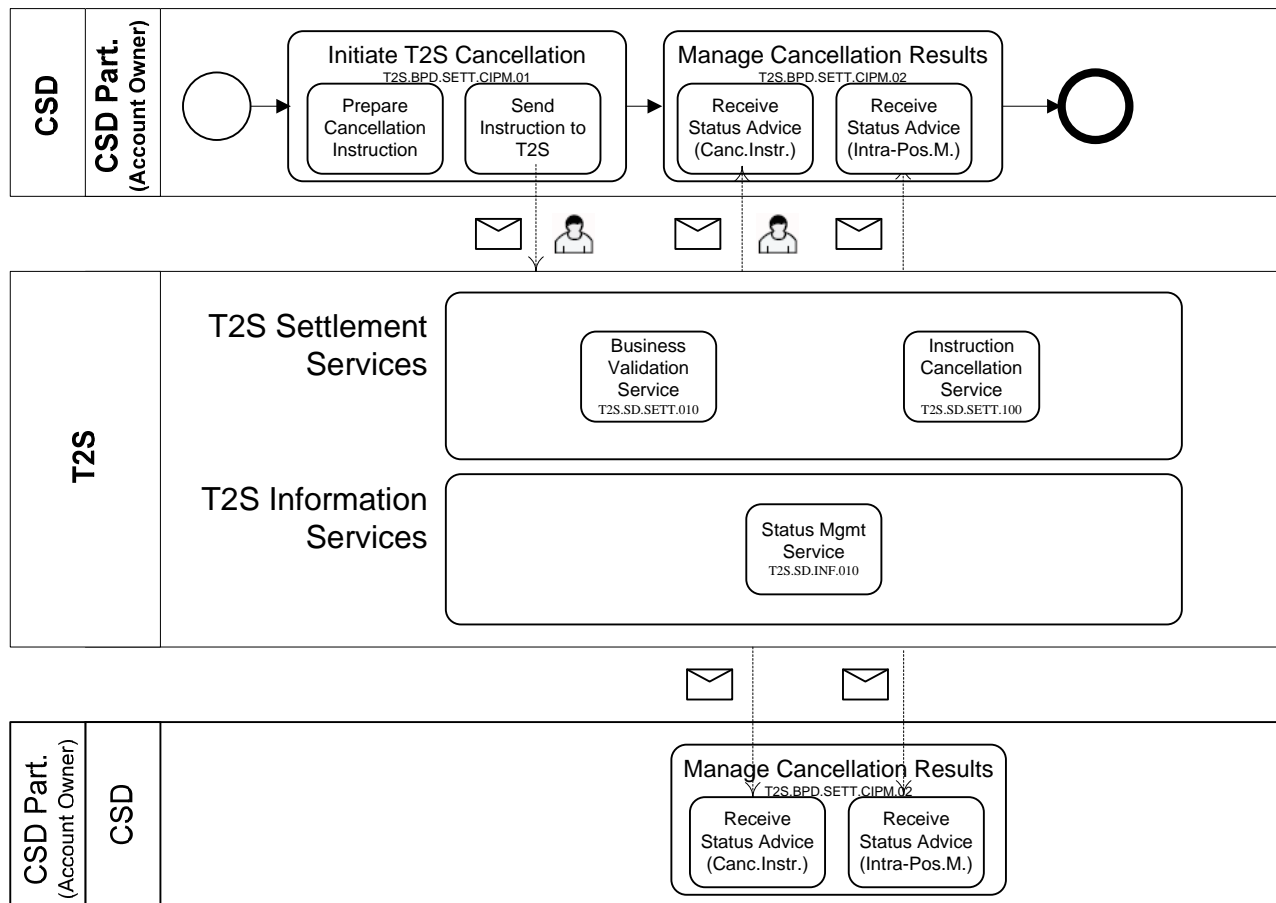 CSD
CSD Part.
(Account Owner)
Initiate T2S Cancellation
T2S.BPD.SETT.CIPM.01
Prepare
Cancellation
Instruction
Send
Instruction to
T2S
Manage Cancellation Results
T2S.BPD.SETT.CIPM.02
Receive
Status Advice
(Canc.Instr.)
Receive
Status Advice
(Intra-Pos.M.)
T2S
T2S Settlement
Services
Business
Validation
Service
T2S.SD.SETT.010
Instruction
Cancellation
Service
T2S.SD.SETT.100
T2S Information
Services
Status Mgmt
Service
T2S.SD.INF.010
CSD Part.
(Account Owner)
CSD
Manage Cancellation Results
T2S.BPD.SETT.CIPM.02
Receive
Status Advice
(Canc.Instr.)
Receive
Status Advice
(Intra-Pos.M.)